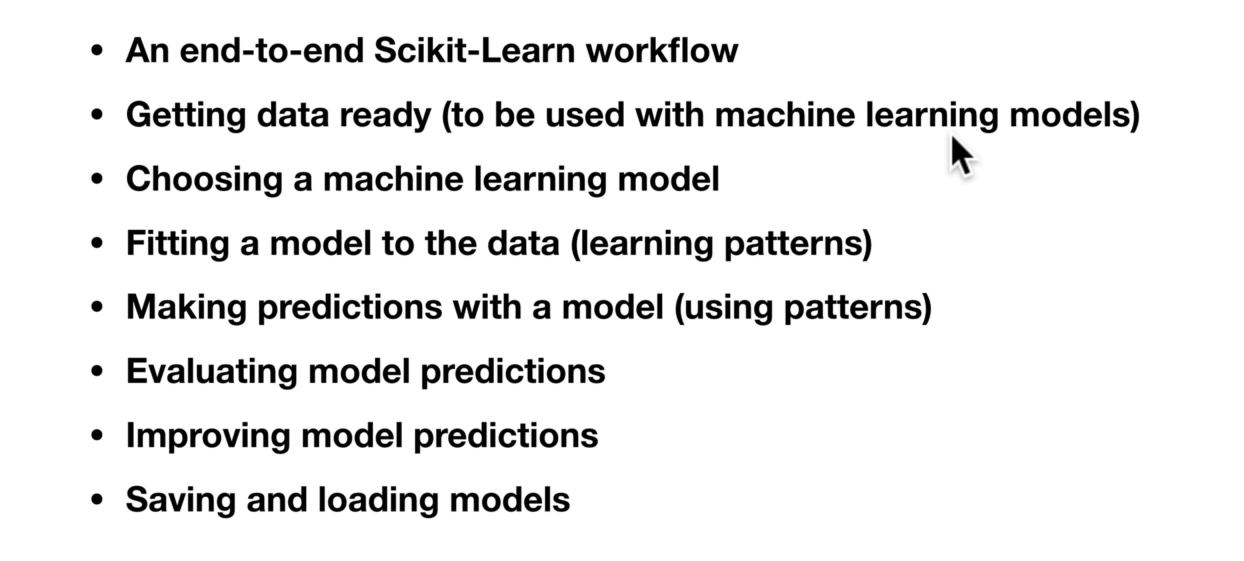 • An end-to-end Scikit-Learn workflow
• Getting data ready (to be used with machine learning models)
• Choosing a machine learning model
• Fitting a model to the data (learning patterns)
• Making predictions with a model (using patterns)
• Evaluating model predictions
• Improving model predictions
• Saving and loading models